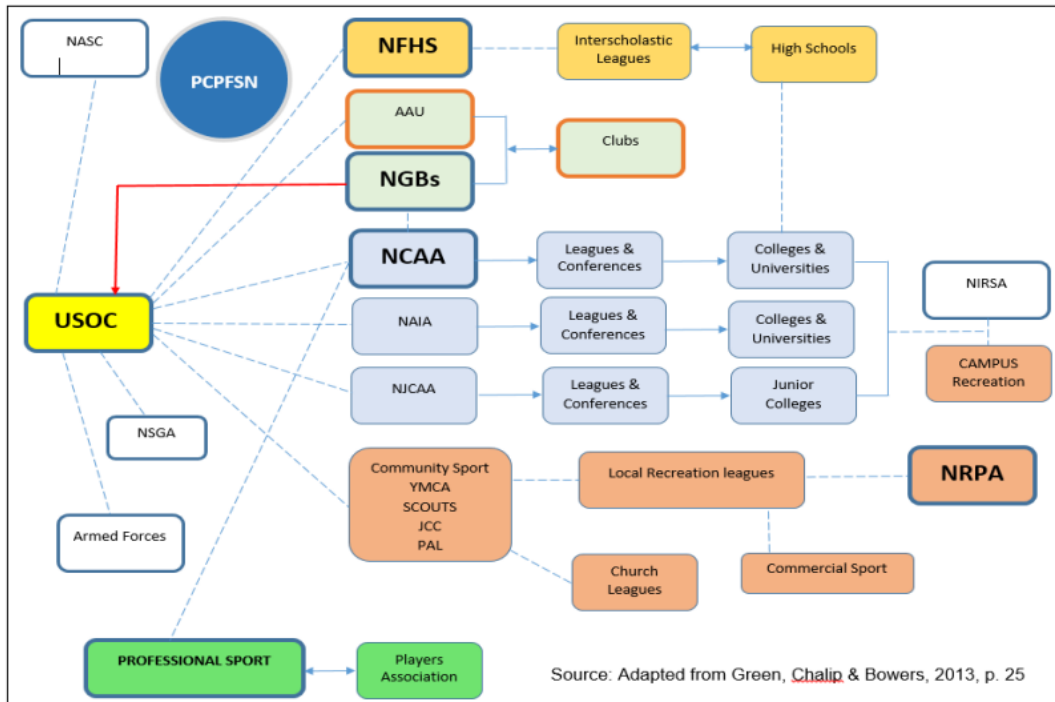 NASC
PCPFSN
NFHS
Interscholastic
Leagues
High Schools
AAU
Clubs
NGBs
NCAA
Leagues &
Conferences
Colleges &
Universities
NIRSA
USOC
NAIA
Leagues &
Conferences
Colleges &
Universities
CAMPUS
Recreation
NJCAA
Leagues &
Conferences
Junior
Colleges
NSGA
Community Sport
YMCA
SCOUTS
JCC
PAL
Local Recreation leagues
NRPA
Armed Forces
Church
Leagues
Commercial Sport
PROFESSIONAL SPORT
Players
Association
Source: Adapted from Green, Chalip & Bowers, 2013, p. 25